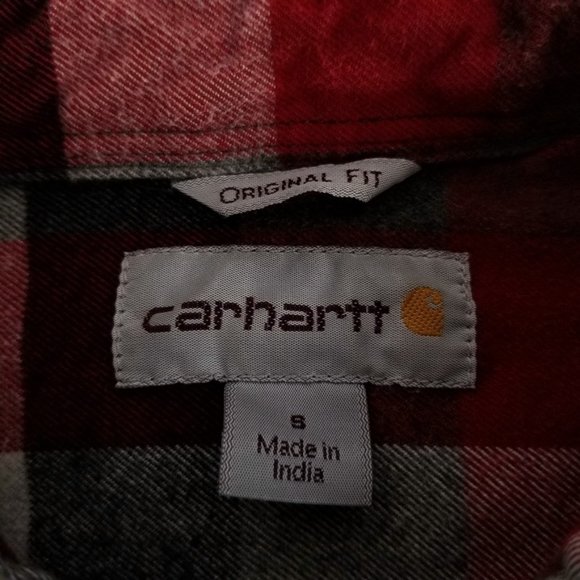 ORIGINAL FIT
carhartt
S
Made in
India